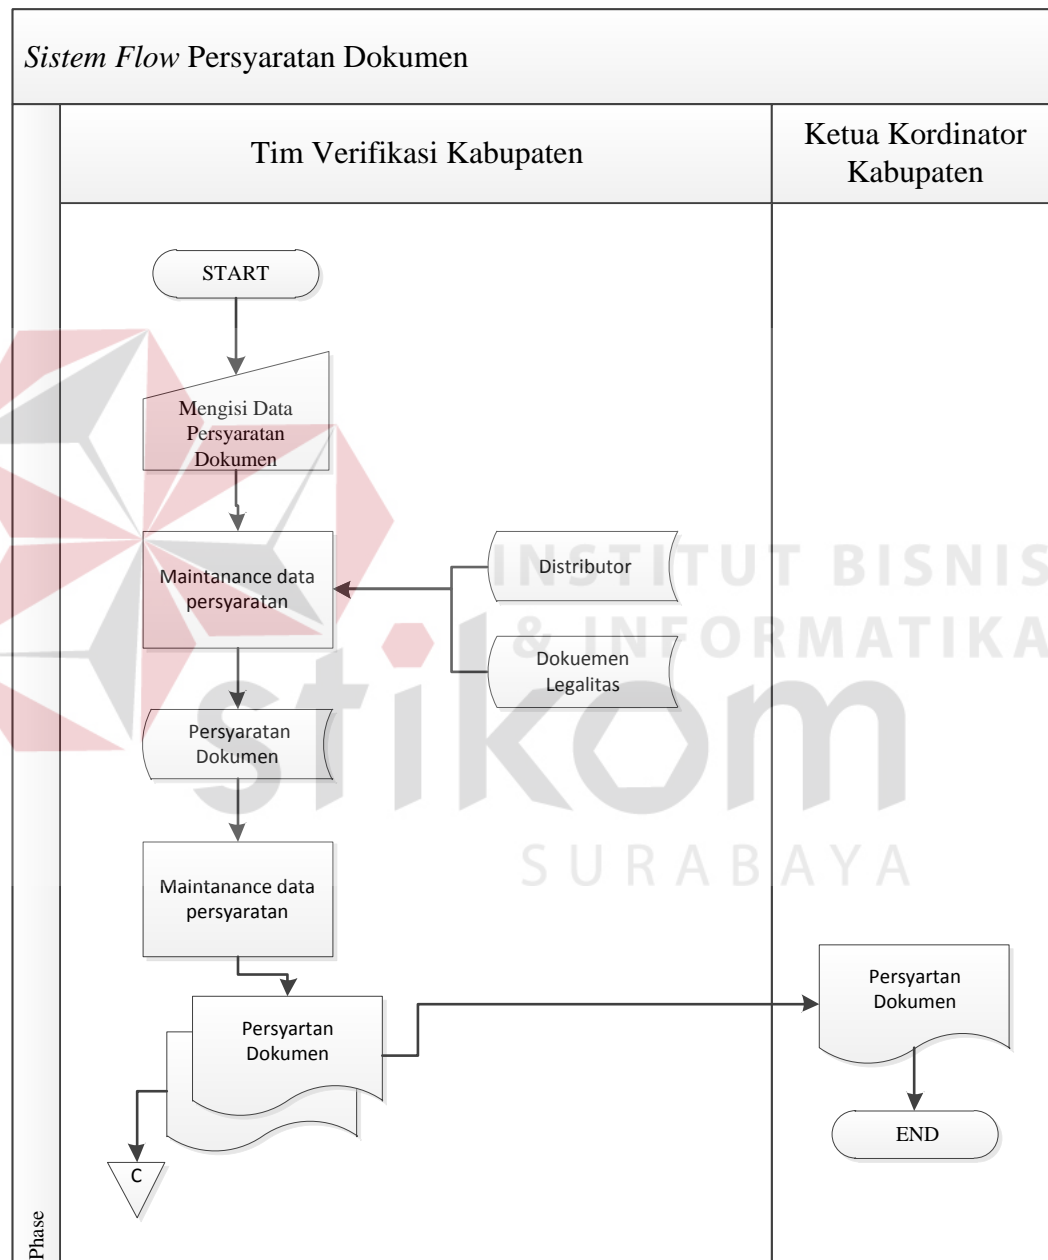 Sistem Flow Persyaratan Dokumen
Tim Verifikasi Kabupaten
Ketua Kordinator
Kabupaten
START
Mengisi Data
Persyaratan
Dokumen
Maintanance data
persyaratan
Distributor
Dokuemen
Legalitas
Persyaratan
Dokumen
Maintanance data
persyaratan
Persyartan
Dokumen
Persyartan
Dokumen
C
END
Phase
INSTITUT BISNIS
& INFORMATIKA
stikom
SURABAYA